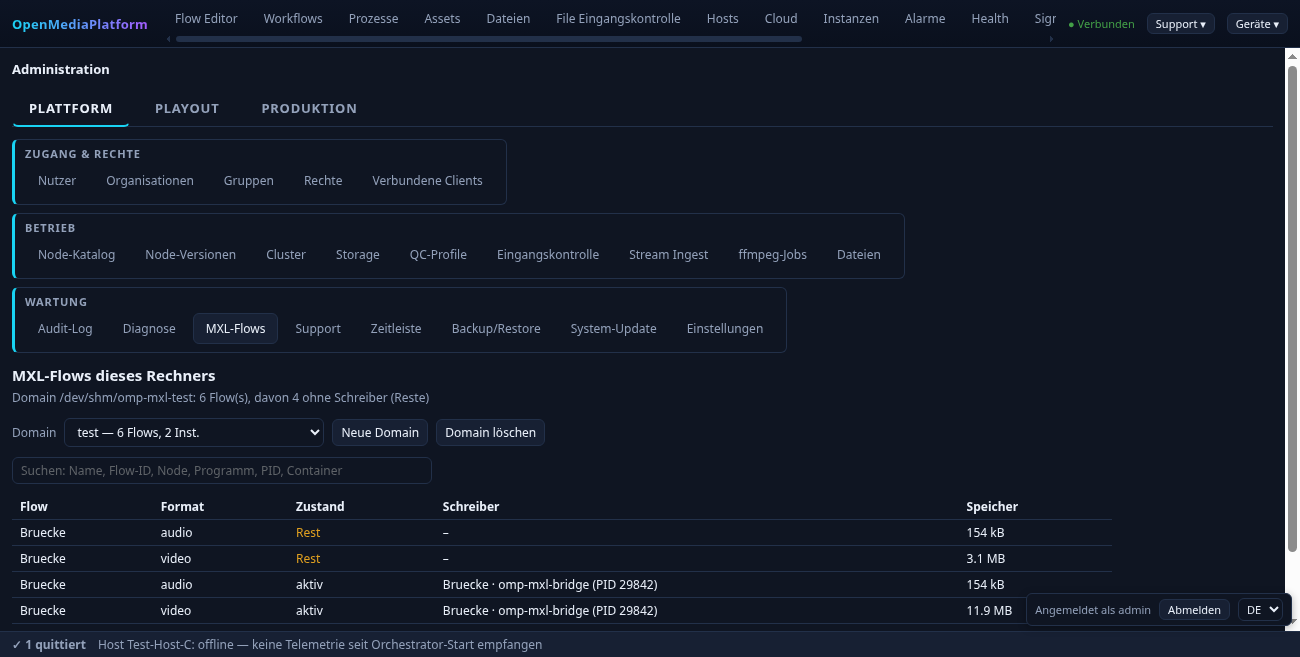 OpenMediaPlatform Flow Editor Workflows Prozesse Assets Dateien File Eingangskontrolle Hosts Cloud Instanzen Alarme Health Sigr ● Verbunden Support ▾ Geräte ▾
Administration
PLATTFORM PLAYOUT PRODUKTION
ZUGANG & RECHTE
Nutzer Organisationen Gruppen Rechte Verbundene Clients
BETRIEB
Node-Katalog Node-Versionen Cluster Storage QC-Profile Eingangskontrolle Stream Ingest ffmpeg-Jobs Dateien
WARTUNG
Audit-Log Diagnose MXL-Flows Support Zeitleiste Backup/Restore System-Update Einstellungen
MXL-Flows dieses Rechners
Domain /dev/shm/omp-mxl-test: 6 Flow(s), davon 4 ohne Schreiber (Reste)
Domain test — 6 Flows, 2 Inst. Neue Domain Domain löschen
Suchen: Name, Flow-ID, Node, Programm, PID, Container
Flow Format Zustand Schreiber Speicher
Bruecke audio Rest – 154 kB
Bruecke video Rest – 3.1 MB
Bruecke audio aktiv Bruecke · omp-mxl-bridge (PID 29842) 154 kB
Bruecke video aktiv Bruecke · omp-mxl-bridge (PID 29842) 11.9 MB
Angemeldet als admin Abmelden DE
✓ 1 quittiert Host Test-Host-C: offline — keine Telemetrie seit Orchestrator-Start empfangen